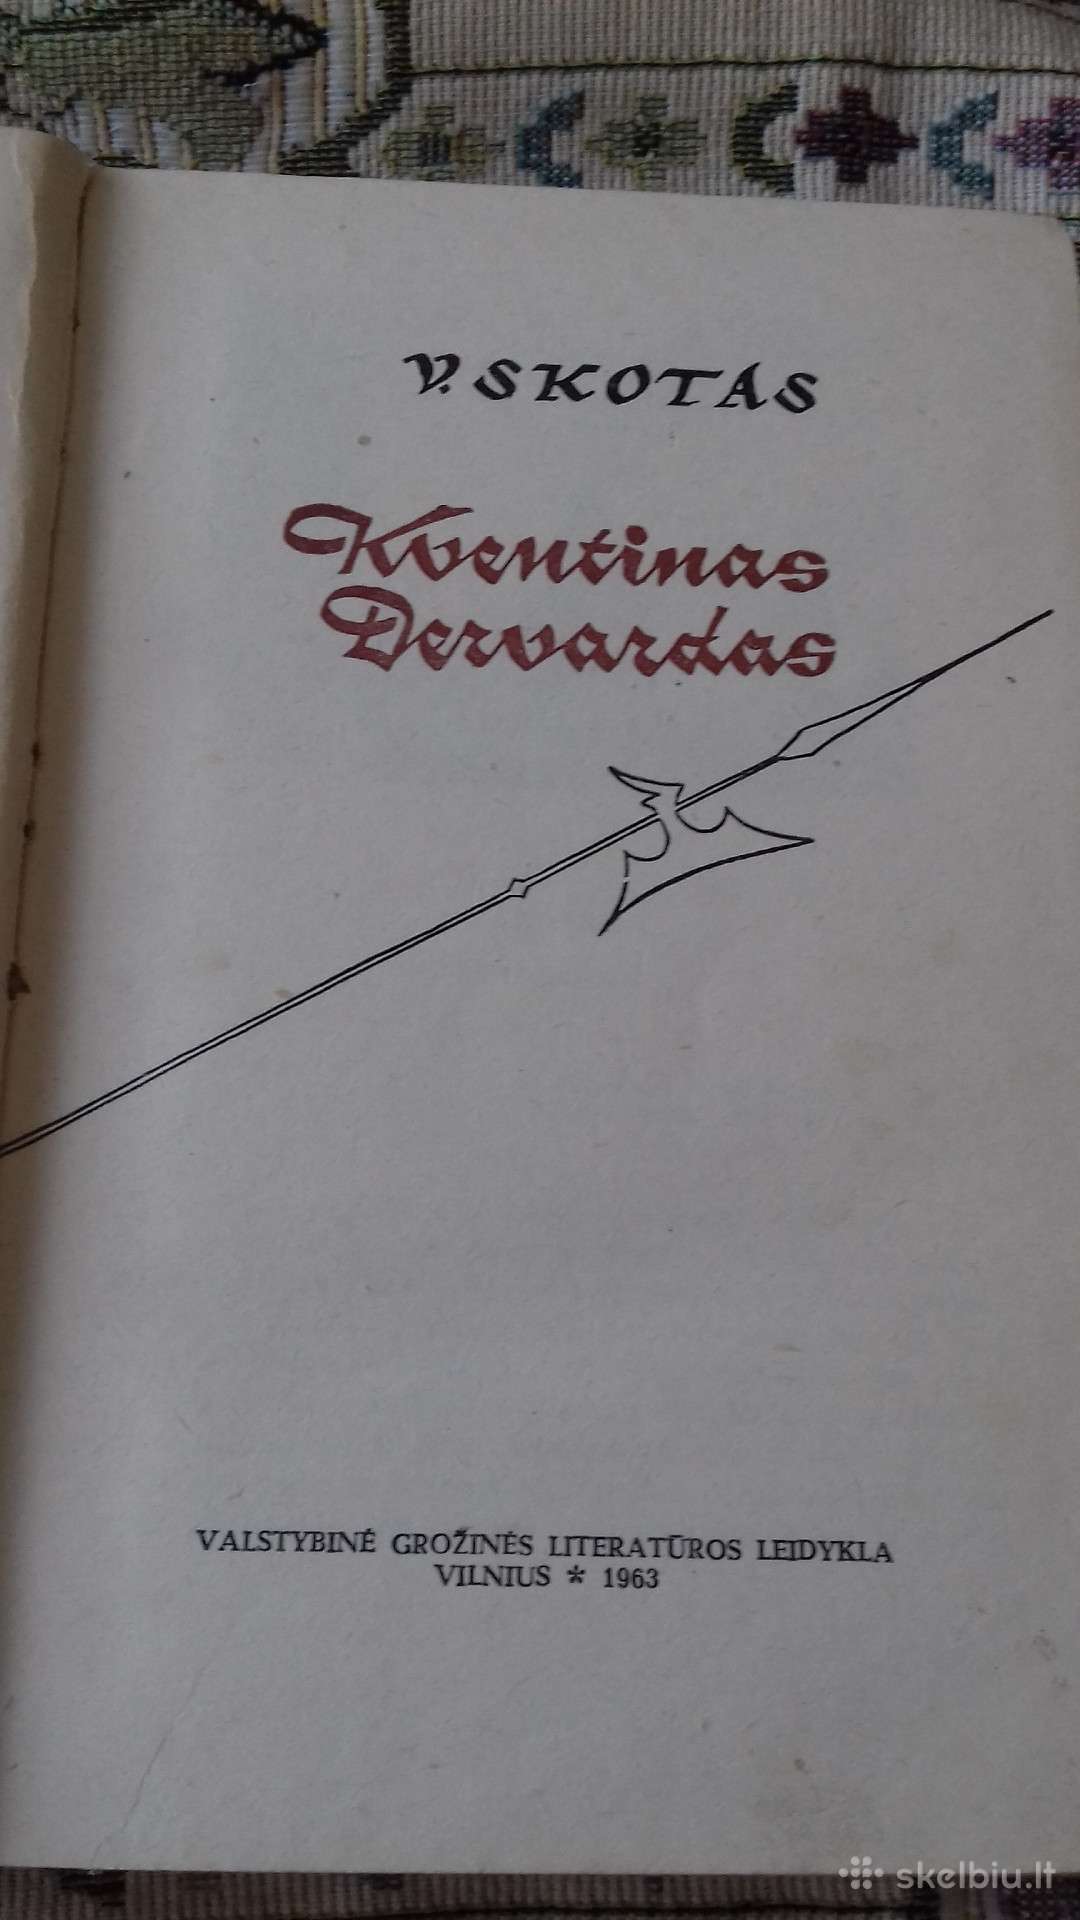 V. SKOTAS
Kventinas
Dervardas
VALSTYBINĖ GROŽINĖS LITERATŪROS LEIDYKLA
VILNIUS * 1963
skelbiu.lt